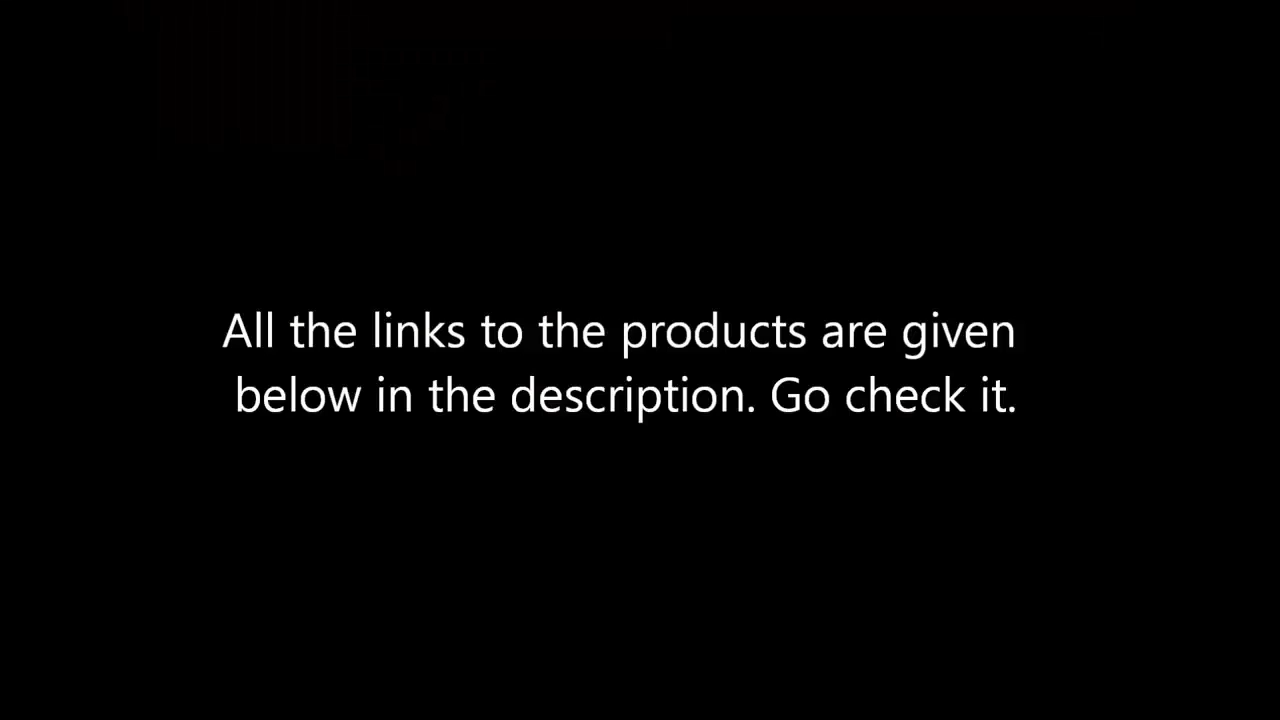 All the links to the products are given
below in the description. Go check it.